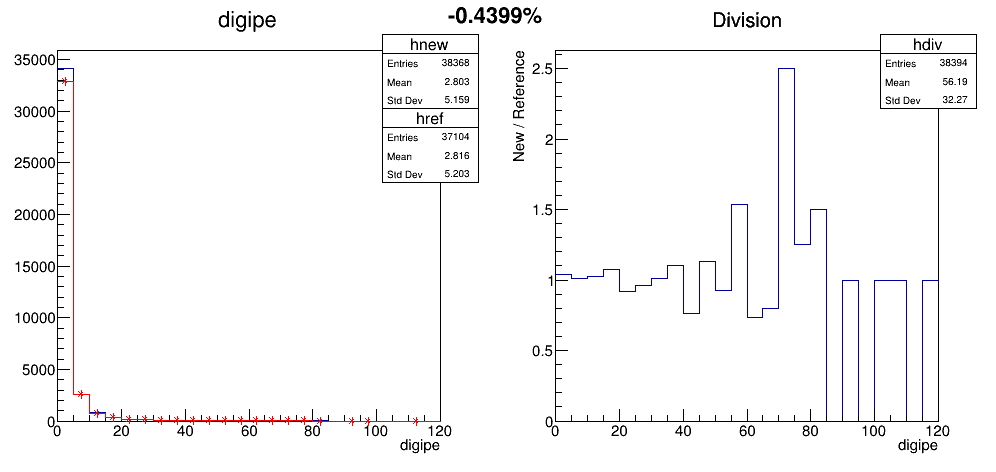 digipe
-0.4399%
Division
hnew
Entries 38368
Mean 2.803
Std Dev 5.159
href
Entries 37104
Mean 2.816
Std Dev 5.203
35000
30000
25000
20000
15000
10000
5000
0
0 20 40 60 80 100 120
digipe
hdiv
Entries 38394
Mean 56.19
Std Dev 32.27
New / Reference
2.5
2
1.5
1
0.5
0
0 20 40 60 80 100 120
digipe